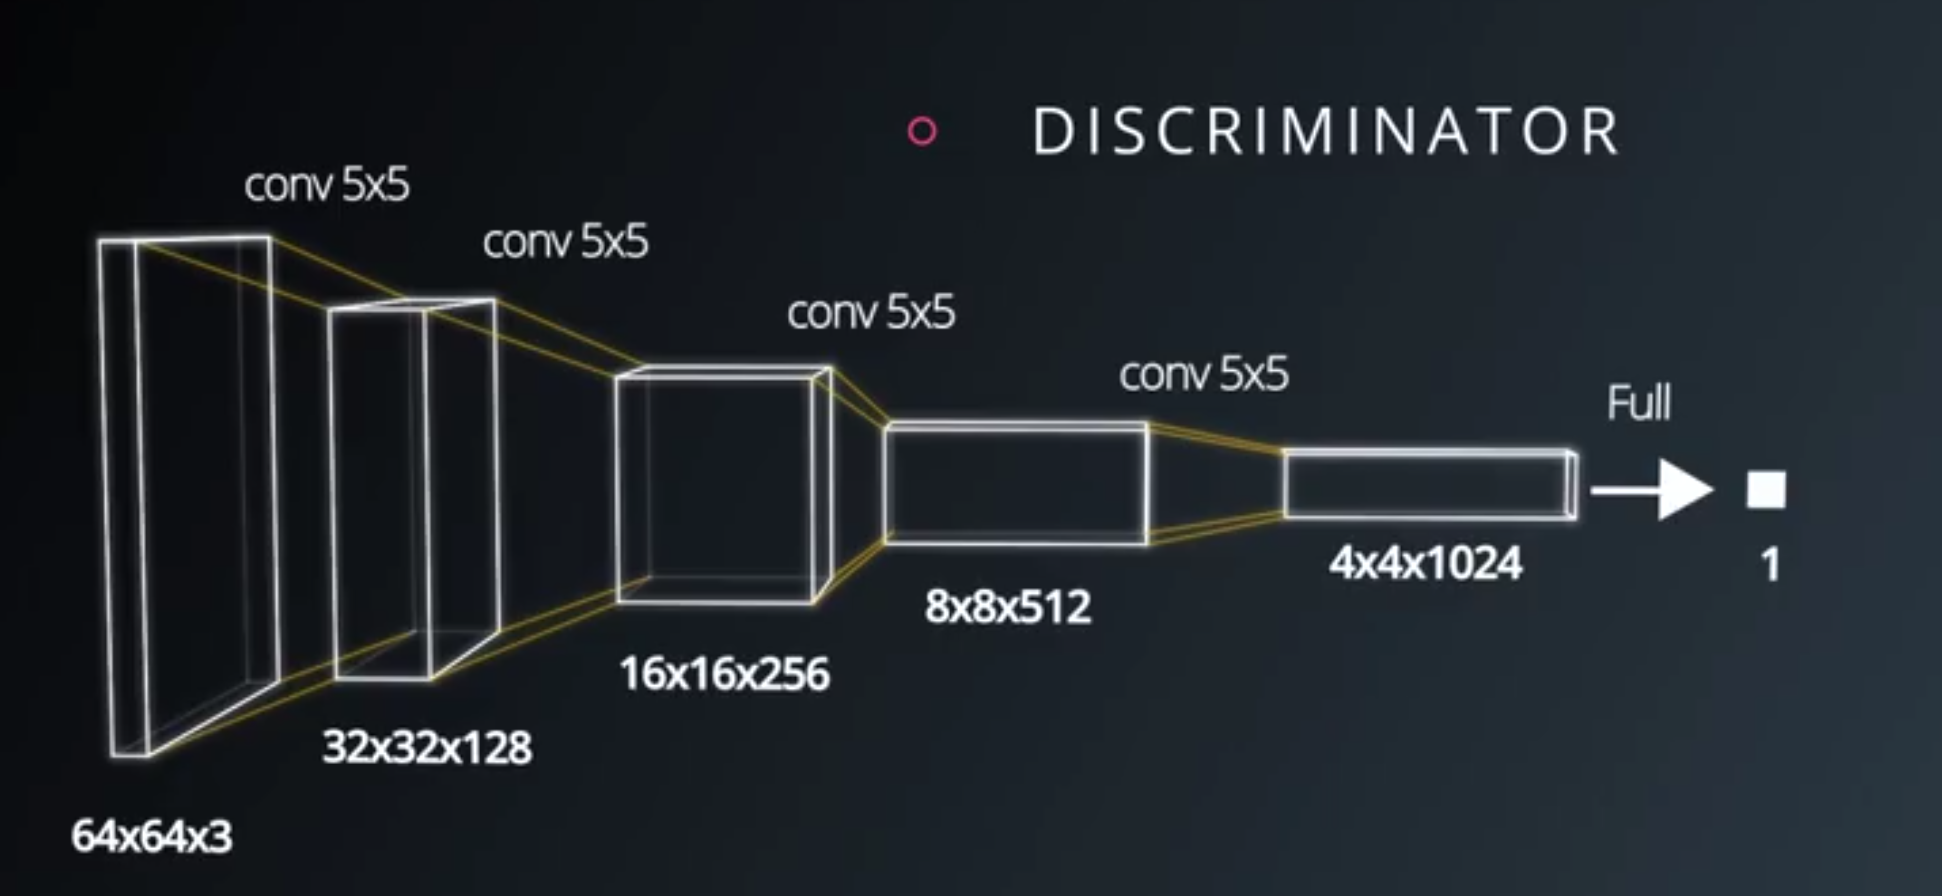 DISCRIMINATOR
conv 5x5
conv 5x5
conv 5x5
conv 5x5
Full
64x64x3
32x32x128
16x16x256
8x8x512
4x4x1024
1